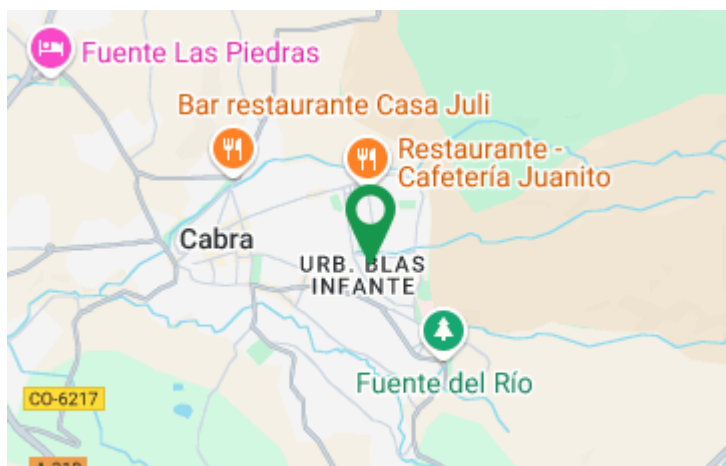 Fuente Las Piedras
Bar restaurante Casa Juli
Restaurante -
Cafetería Juanito
Cabra
URB. BLAS
INFANTE
Fuente del Río
CO-6217